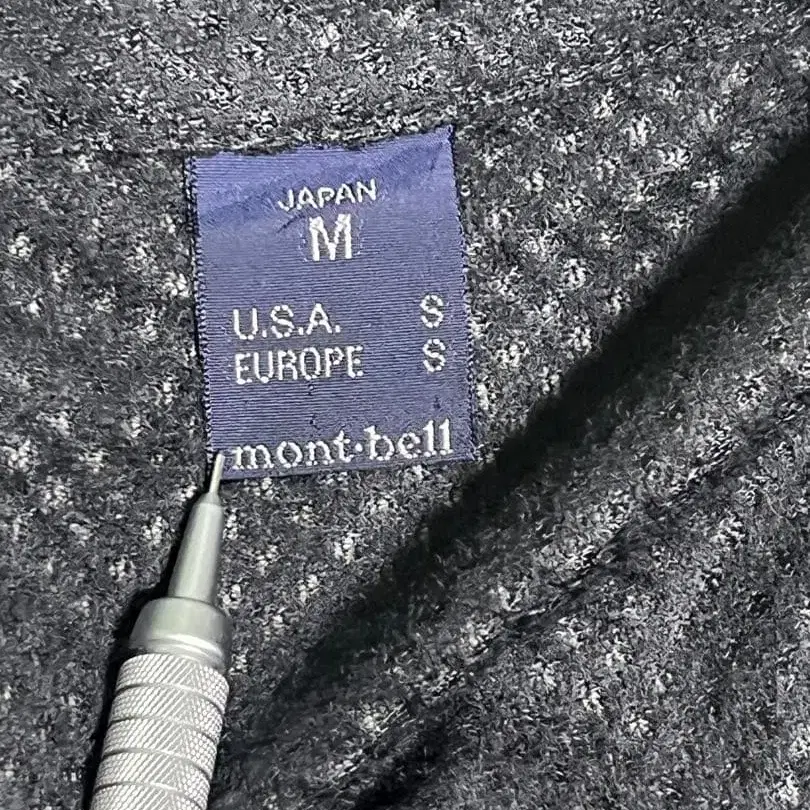 JAPAN
M
U.S.A. S
EUROPE S
mont·bell